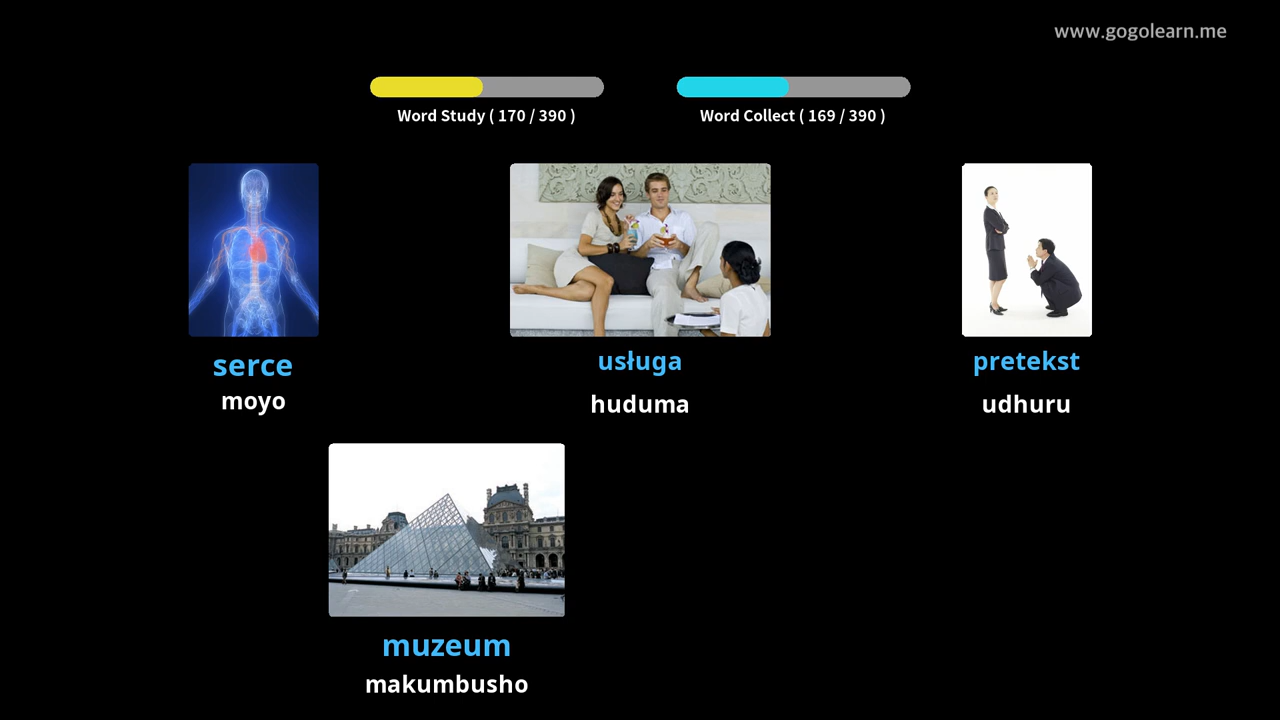 www.gogolearn.me
Word Study ( 170 / 390 )
Word Collect ( 169 / 390 )
serce
moyo
usługa
huduma
pretekst
udhuru
muzeum
makumbusho